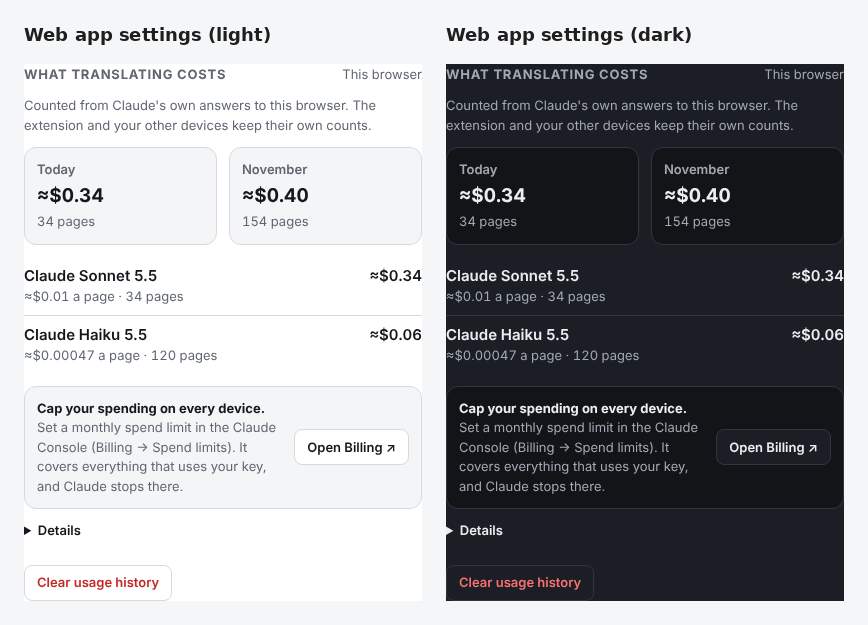 Web app settings (light)
WHAT TRANSLATING COSTS
This browser
Counted from Claude's own answers to this browser. The
extension and your other devices keep their own counts.
Today
≈$0.34
34 pages
November
≈$0.40
154 pages
Claude Sonnet 5.5
≈$0.34
≈$0.01 a page · 34 pages
Claude Haiku 5.5
≈$0.06
≈$0.00047 a page · 120 pages
Cap your spending on every device.
Set a monthly spend limit in the Claude
Console (Billing → Spend limits). It
covers everything that uses your key,
and Claude stops there.
Open Billing ↗
Details
Clear usage history
Web app settings (dark)
WHAT TRANSLATING COSTS
This browser
Counted from Claude's own answers to this browser. The
extension and your other devices keep their own counts.
Today
≈$0.34
34 pages
November
≈$0.40
154 pages
Claude Sonnet 5.5
≈$0.34
≈$0.01 a page · 34 pages
Claude Haiku 5.5
≈$0.06
≈$0.00047 a page · 120 pages
Cap your spending on every device.
Set a monthly spend limit in the Claude
Console (Billing → Spend limits). It
covers everything that uses your key,
and Claude stops there.
Open Billing ↗
Details
Clear usage history